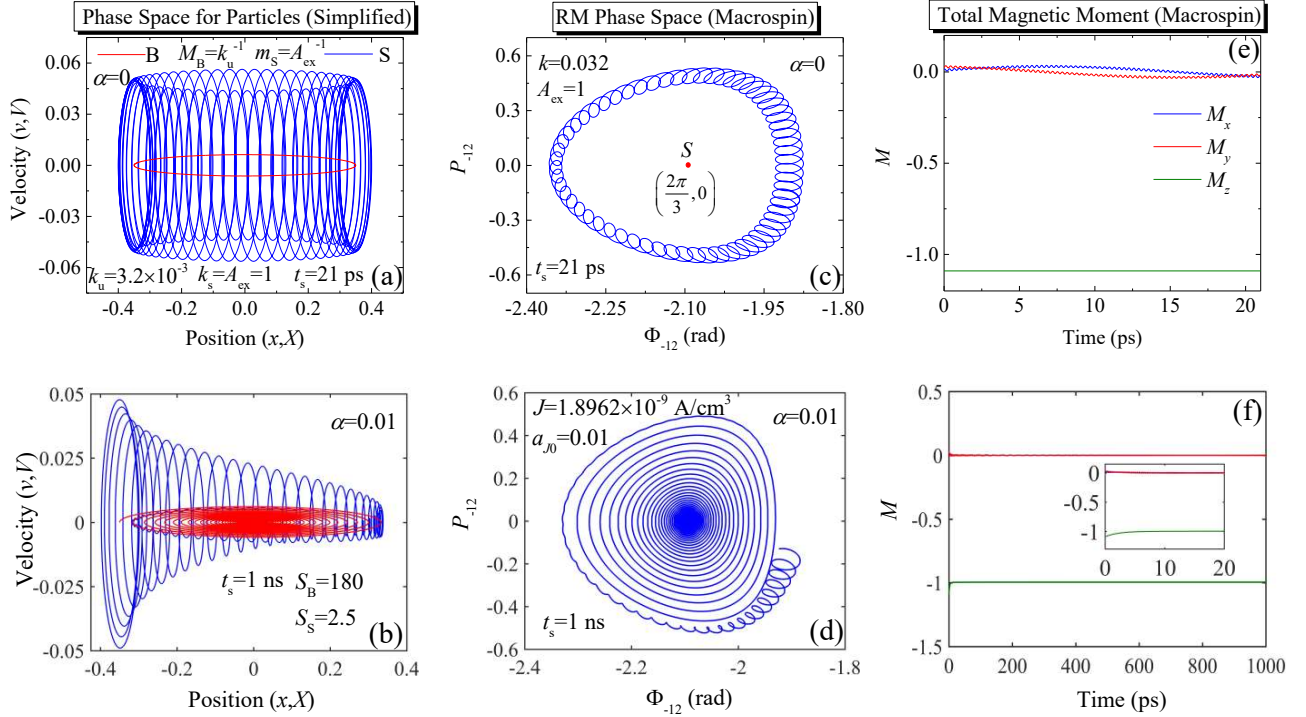 Phase Space for Particles (Simplified)
RM Phase Space (Macrospin)
Total Magnetic Moment (Macrospin)
B M_B=k_u^-1 m_S=A_ex^-1 S
α=0
0.06
0.03
0.00
-0.03
-0.06
Velocity (v,V)
k_u=3.2×10^-3 k_s=A_ex=1 t_s=21 ps
(a)
-0.4 -0.2 0.0 0.2 0.4
Position (x,X)
k=0.032
A_ex=1
α=0
0.6
0.3
0.0
-0.3
-0.6
P_-12
S
(2π/3,0)
t_s=21 ps
(c)
-2.40 -2.25 -2.10 -1.95 -1.80
Φ_-12 (rad)
(e)
0.0
-0.5
-1.0
M
M_x
M_y
M_z
0 5 10 15 20
Time (ps)
α=0.01
0.05
0.025
0
-0.025
-0.05
Velocity (v,V)
t_s=1 ns S_B=180
S_S=2.5
(b)
-0.4 -0.2 0 0.2 0.4
Position (x,X)
J=1.8962×10^-9 A/cm^3
a_J0=0.01
α=0.01
0.6
0.4
0.2
0
-0.2
-0.4
-0.6
P_-12
t_s=1 ns
(d)
-2.4 -2.2 -2 -1.8
Φ_-12 (rad)
(f)
0.5
0
-0.5
-1
-1.5
M
0
-0.5
-1
0 20
0 200 400 600 800 1000
Time (ps)